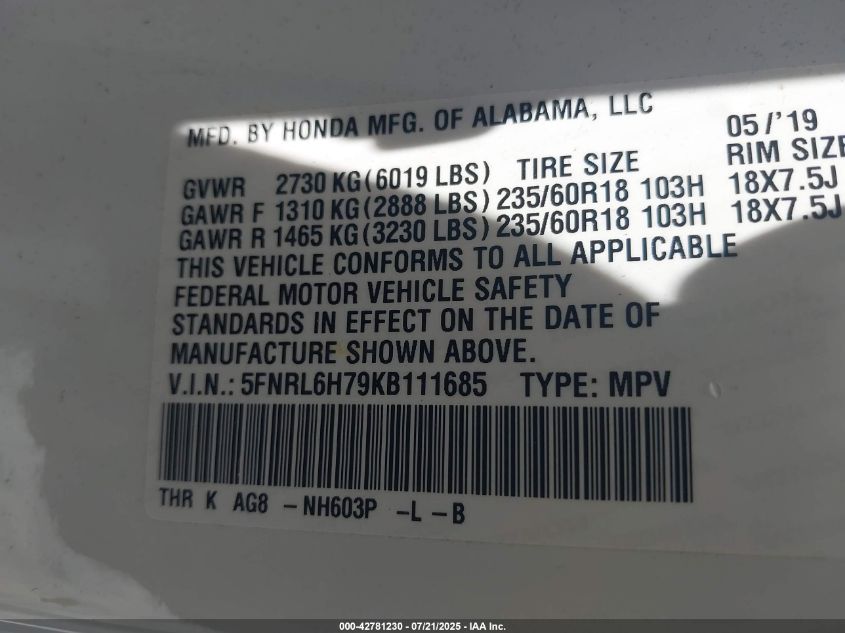 MFD. BY HONDA MFG. OF ALABAMA, LLC 05/'19
GVWR 2730 KG(6019 LBS) TIRE SIZE RIM SIZE
GAWR F 1310 KG(2888 LBS) 235/60R18 103H 18X7.5J
GAWR R 1465 KG(3230 LBS) 235/60R18 103H 18X7.5J
THIS VEHICLE CONFORMS TO ALL APPLICABLE
FEDERAL MOTOR VEHICLE SAFETY
STANDARDS IN EFFECT ON THE DATE OF
MANUFACTURE SHOWN ABOVE.
V.I.N.: 5FNRL6H79KB111685 TYPE: MPV
THR K AG8 -NH603P -L -B
000-42781230 - 07/21/2025 - IAA Inc.